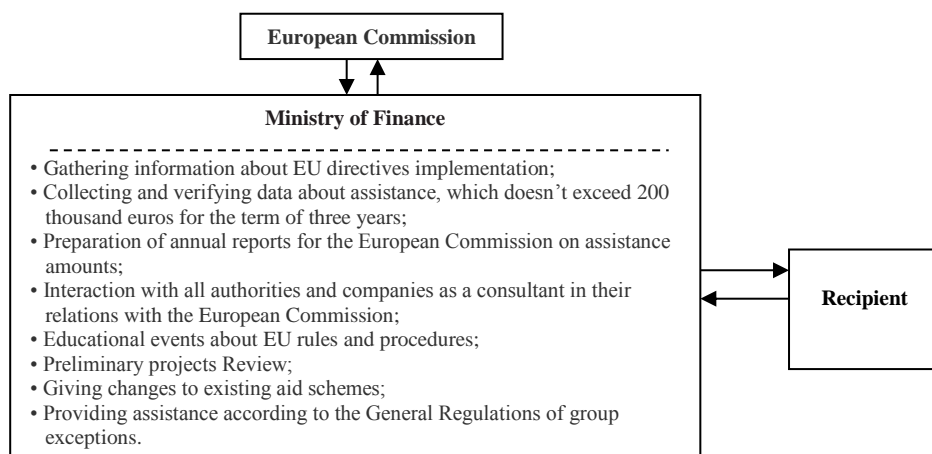 European Commission
Ministry of Finance
• Gathering information about EU directives implementation;
• Collecting and verifying data about assistance, which doesn’t exceed 200
thousand euros for the term of three years;
• Preparation of annual reports for the European Commission on assistance
amounts;
• Interaction with all authorities and companies as a consultant in their
relations with the European Commission;
• Educational events about EU rules and procedures;
• Preliminary projects Review;
• Giving changes to existing aid schemes;
• Providing assistance according to the General Regulations of group
exceptions.
Recipient